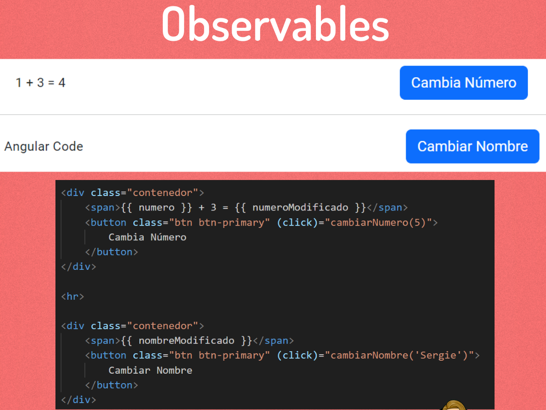 Observables
1 + 3 = 4
Cambia Número
Angular Code
Cambiar Nombre
<div class="contenedor">
<span>{{ numero }} + 3 = {{ numeroModificado }}</span>
<button class="btn btn-primary" (click)="cambiarNumero(5)">
Cambia Número
</button>
</div>
<hr>
<div class="contenedor">
<span>{{ nombreModificado }}</span>
<button class="btn btn-primary" (click)="cambiarNombre('Sergie')">
Cambiar Nombre
</button>
</div>